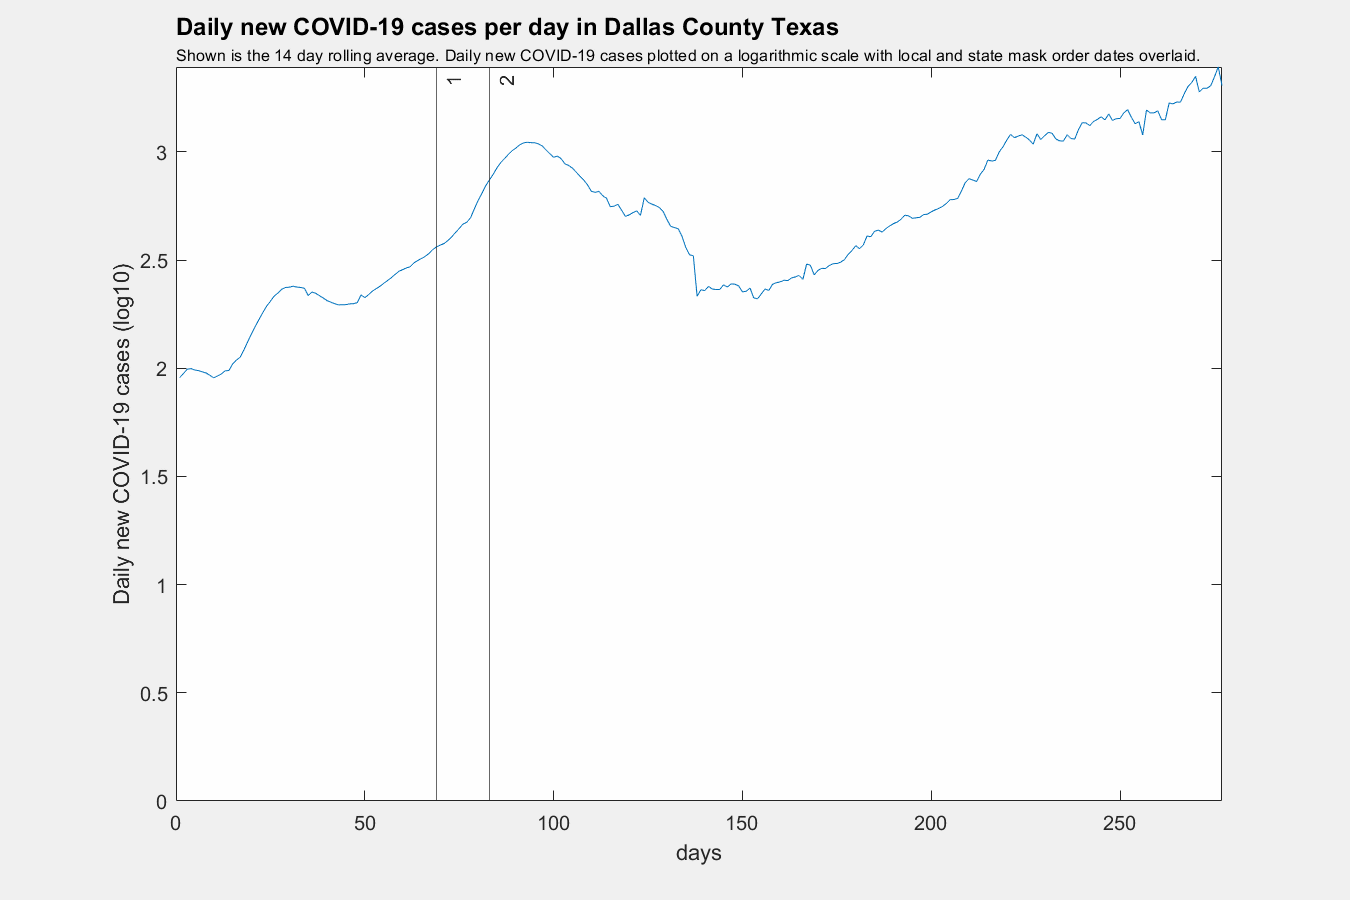 Daily new COVID-19 cases per day in Dallas County Texas
Shown is the 14 day rolling average. Daily new COVID-19 cases plotted on a logarithmic scale with local and state mask order dates overlaid.
1
2
Daily new COVID-19 cases (log10)
3
2.5
2
1.5
1
0.5
0
0 50 100 150 200 250
days